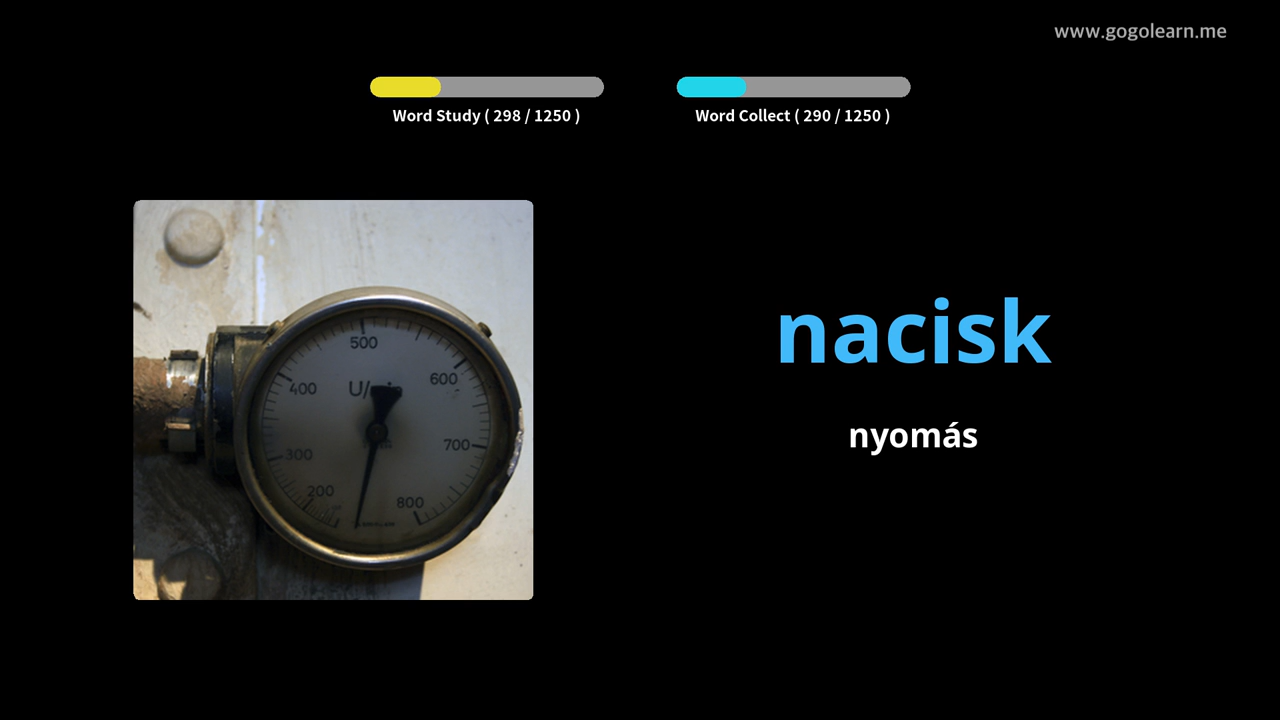 www.gogolearn.me
Word Study ( 298 / 1250 )
Word Collect ( 290 / 1250 )
500
600
400
700
300
200
800
nacisk
nyomás